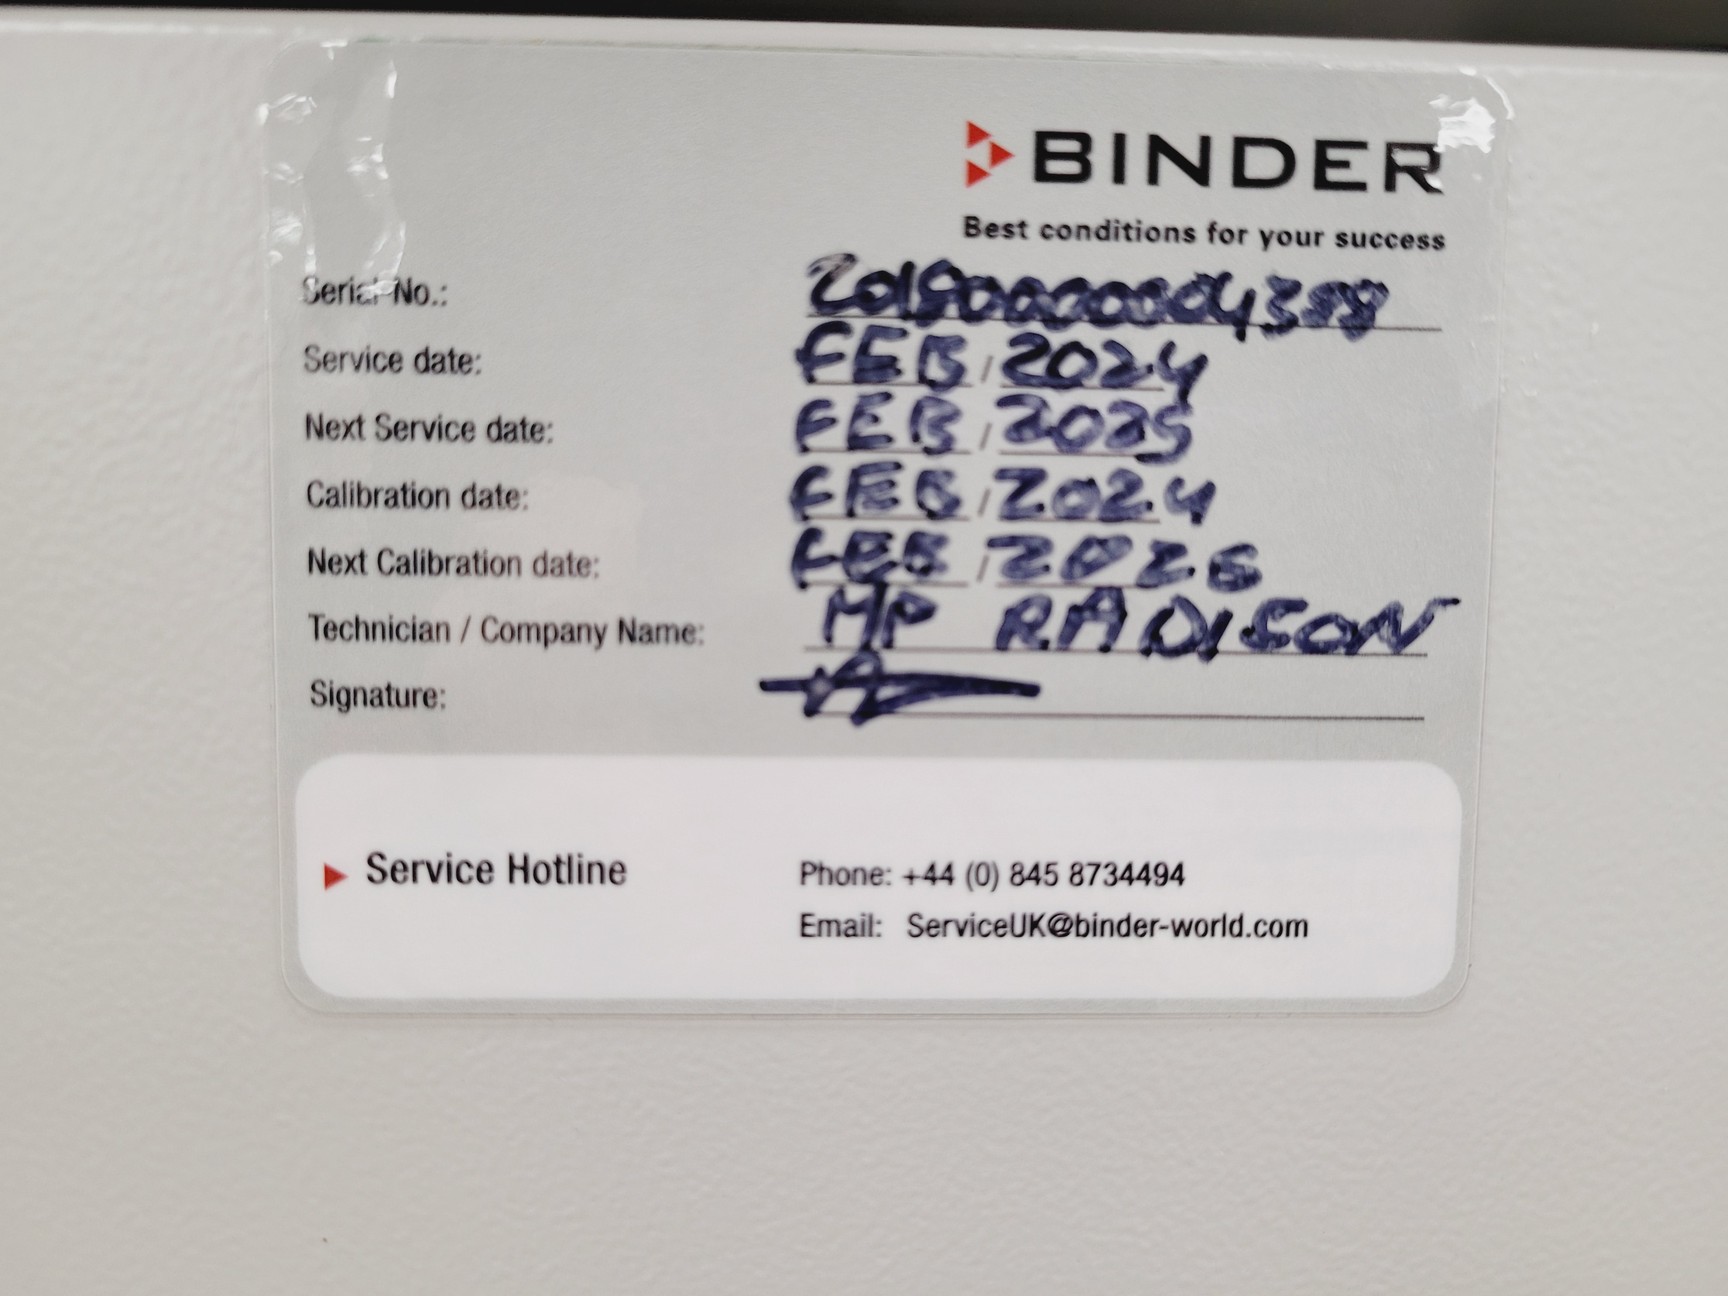 BINDER
Best conditions for your success
Serial No.:
Service date: FEB / 2024
Next Service date: FEB / 2025
Calibration date: FEB / 2024
Next Calibration date: FEB / 2026
Technician / Company Name: MP RADISON
Signature:
Service Hotline Phone: +44 (0) 845 8734494
Email: ServiceUK@binder-world.com